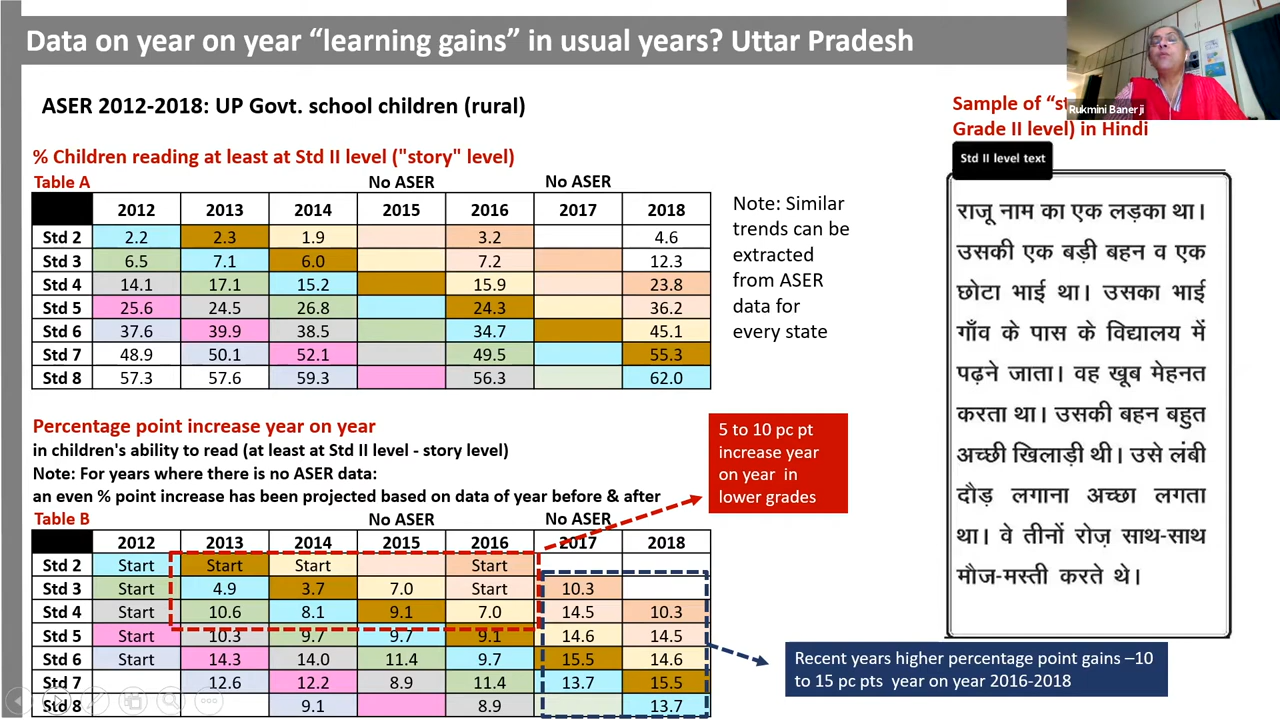 Data on year on year “learning gains” in usual years? Uttar Pradesh
Rukmini Banerji
ASER 2012-2018: UP Govt. school children (rural)
% Children reading at least at Std II level ("story" level)
Table A No ASER No ASER
2012 2013 2014 2015 2016 2017 2018
Std 2 2.2 2.3 1.9 3.2 4.6
Std 3 6.5 7.1 6.0 7.2 12.3
Std 4 14.1 17.1 15.2 15.9 23.8
Std 5 25.6 24.5 26.8 24.3 36.2
Std 6 37.6 39.9 38.5 34.7 45.1
Std 7 48.9 50.1 52.1 49.5 55.3
Std 8 57.3 57.6 59.3 56.3 62.0
Note: Similar
trends can be
extracted
from ASER
data for
every state
Percentage point increase year on year
in children's ability to read (at least at Std II level - story level)
Note: For years where there is no ASER data:
an even % point increase has been projected based on data of year before & after
Table B No ASER No ASER
2012 2013 2014 2015 2016 2017 2018
Std 2 Start Start Start Start
Std 3 Start 4.9 3.7 7.0 Start 10.3
Std 4 Start 10.6 8.1 9.1 7.0 14.5 10.3
Std 5 Start 10.3 9.7 9.7 9.1 14.6 14.5
Std 6 Start 14.3 14.0 11.4 9.7 15.5 14.6
Std 7 12.6 12.2 8.9 11.4 13.7 15.5
Std 8 9.1 8.9 13.7
5 to 10 pc pt
increase year
on year in
lower grades
Recent years higher percentage point gains –10
to 15 pc pts year on year 2016-2018
Sample of
Grade II level) in Hindi
Std II level text
राजू नाम का एक लड़का था।
उसकी एक बड़ी बहन व एक
छोटा भाई था। उसका भाई
गाँव के पास के विद्यालय में
पढ़ने जाता। वह खूब मेहनत
करता था। उसकी बहन बहुत
अच्छी खिलाड़ी थी। उसे लंबी
दौड़ लगाना अच्छा लगता
था। वे तीनों रोज़ साथ-साथ
मौज-मस्ती करते थे।